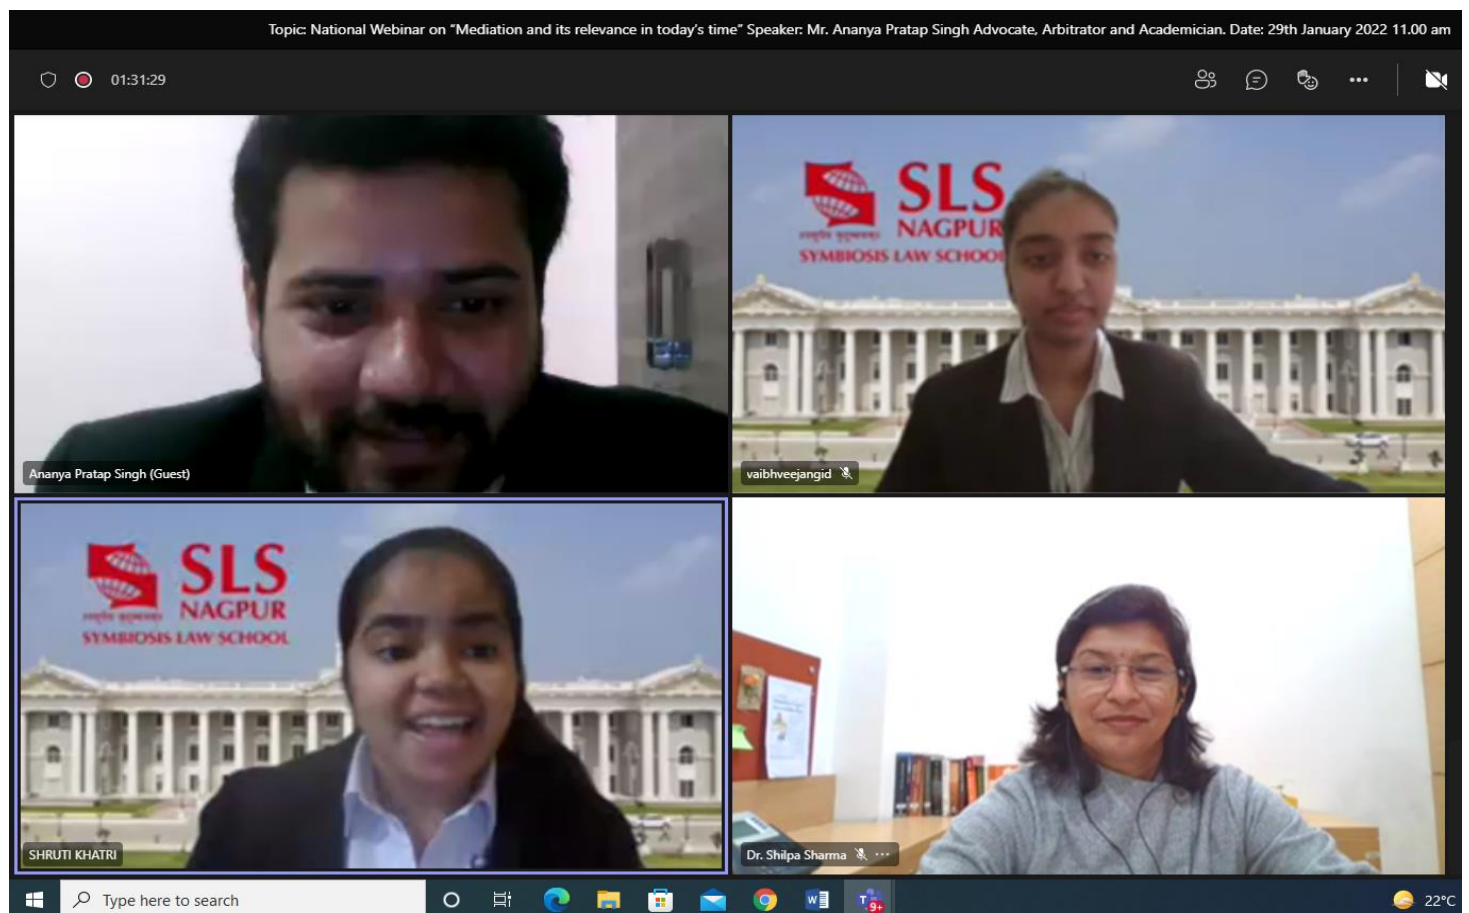 Topic: National Webinar on “Mediation and its relevance in today’s time” Speaker: Mr. Ananya Pratap Singh Advocate, Arbitrator and Academician. Date: 29th January 2022 11.00 am
01:31:29
SLS
NAGPUR
SYMBIOSIS LAW SCHOOL
Ananya Pratap Singh (Guest)
vaibhveejangid
SLS
NAGPUR
SYMBIOSIS LAW SCHOOL
SHRUTI KHATRI
Dr. Shilpa Sharma
Type here to search
9+
22°C